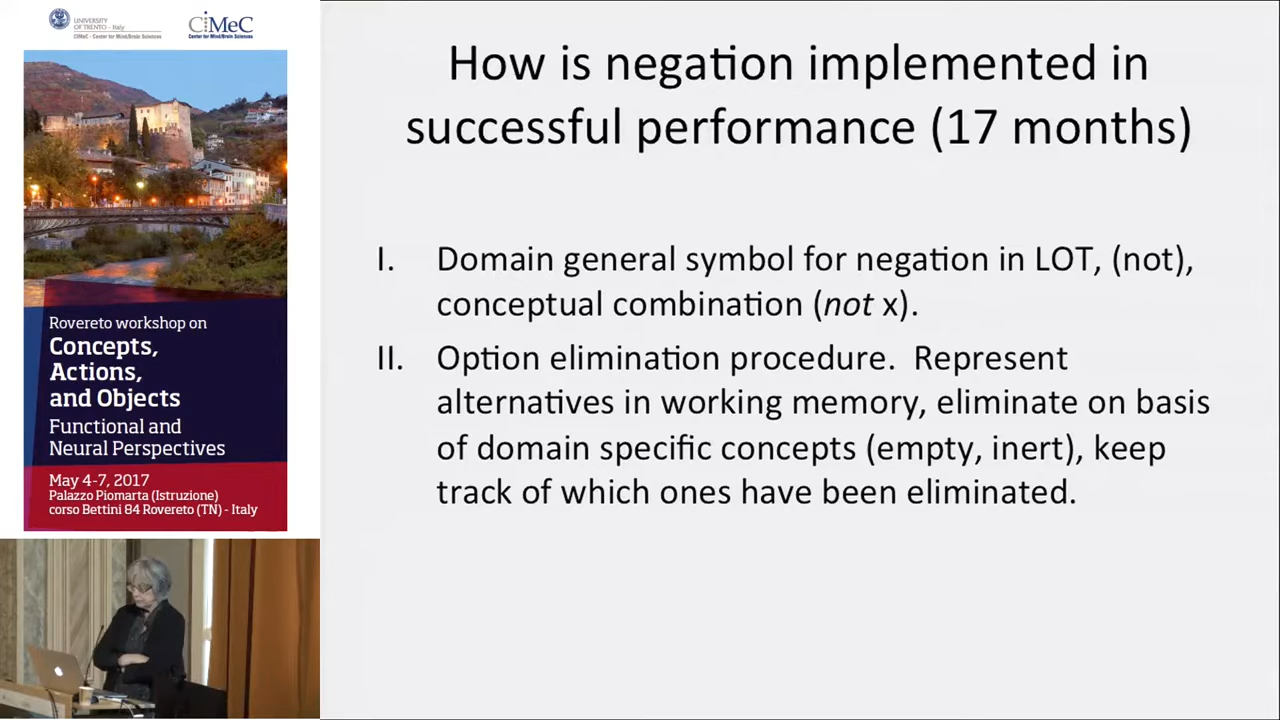 UNIVERSITY
OF TRENTO - Italy
CIMeC - Center for Mind/Brain Sciences
CiMeC
Center for Mind/Brain Sciences
Rovereto workshop on
Concepts,
Actions,
and Objects
Functional and
Neural Perspectives
May 4-7, 2017
Palazzo Piomarta (Istruzione)
corso Bettini 84 Rovereto (TN) - Italy
How is negation implemented in
successful performance (17 months)
I. Domain general symbol for negation in LOT, (not),
conceptual combination (not x).
II. Option elimination procedure. Represent
alternatives in working memory, eliminate on basis
of domain specific concepts (empty, inert), keep
track of which ones have been eliminated.